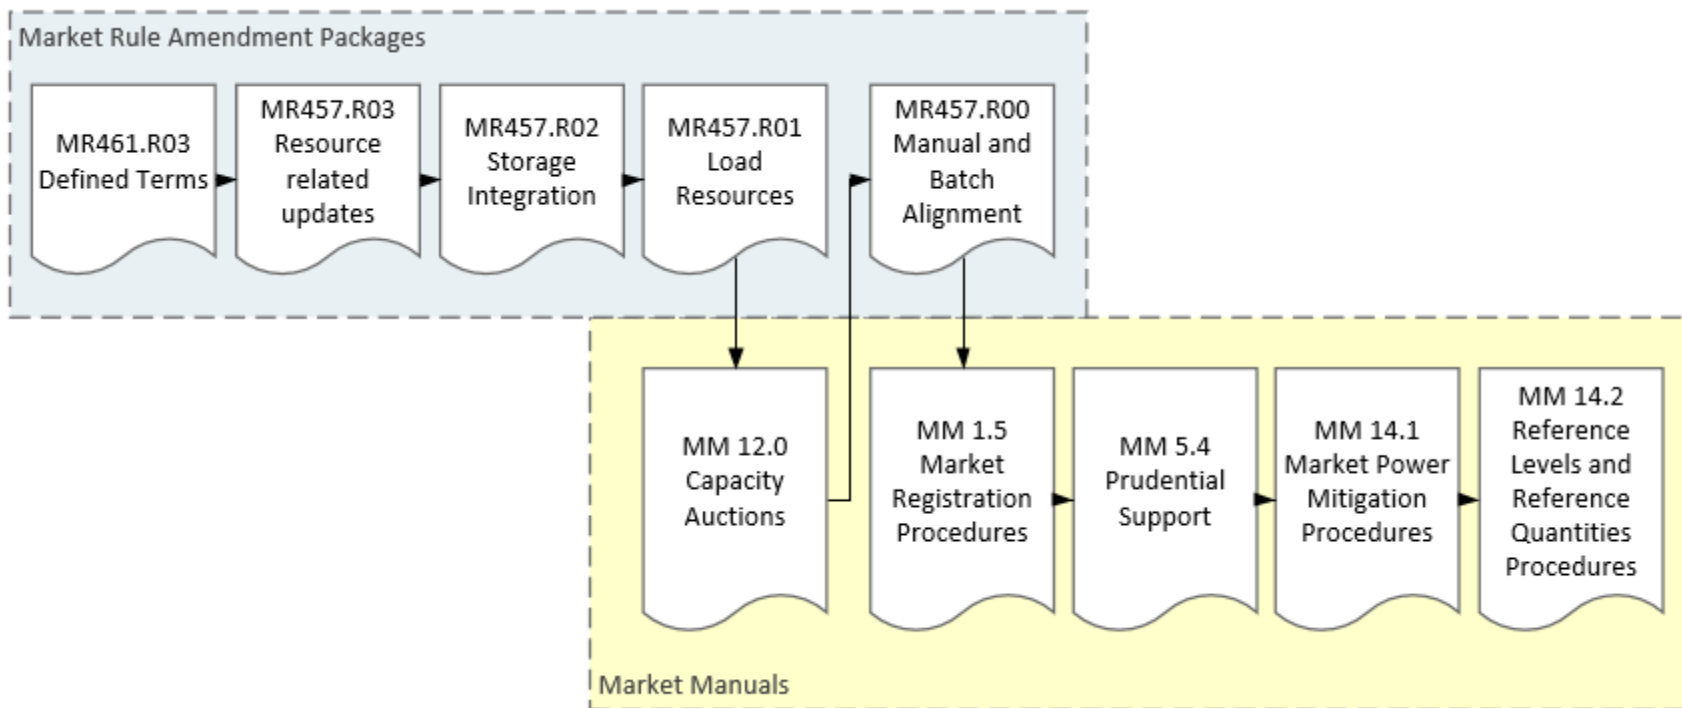 Market Rule Amendment Packages
MR461.R03
Defined Terms
MR457.R03
Resource
related
updates
MR457.R02
Storage
Integration
MR457.R01
Load
Resources
MR457.R00
Manual and
Batch
Alignment
MM 12.0
Capacity
Auctions
MM 1.5
Market
Registration
Procedures
MM 5.4
Prudential
Support
MM 14.1
Market Power
Mitigation
Procedures
MM 14.2
Reference
Levels and
Reference
Quantities
Procedures
Market Manuals